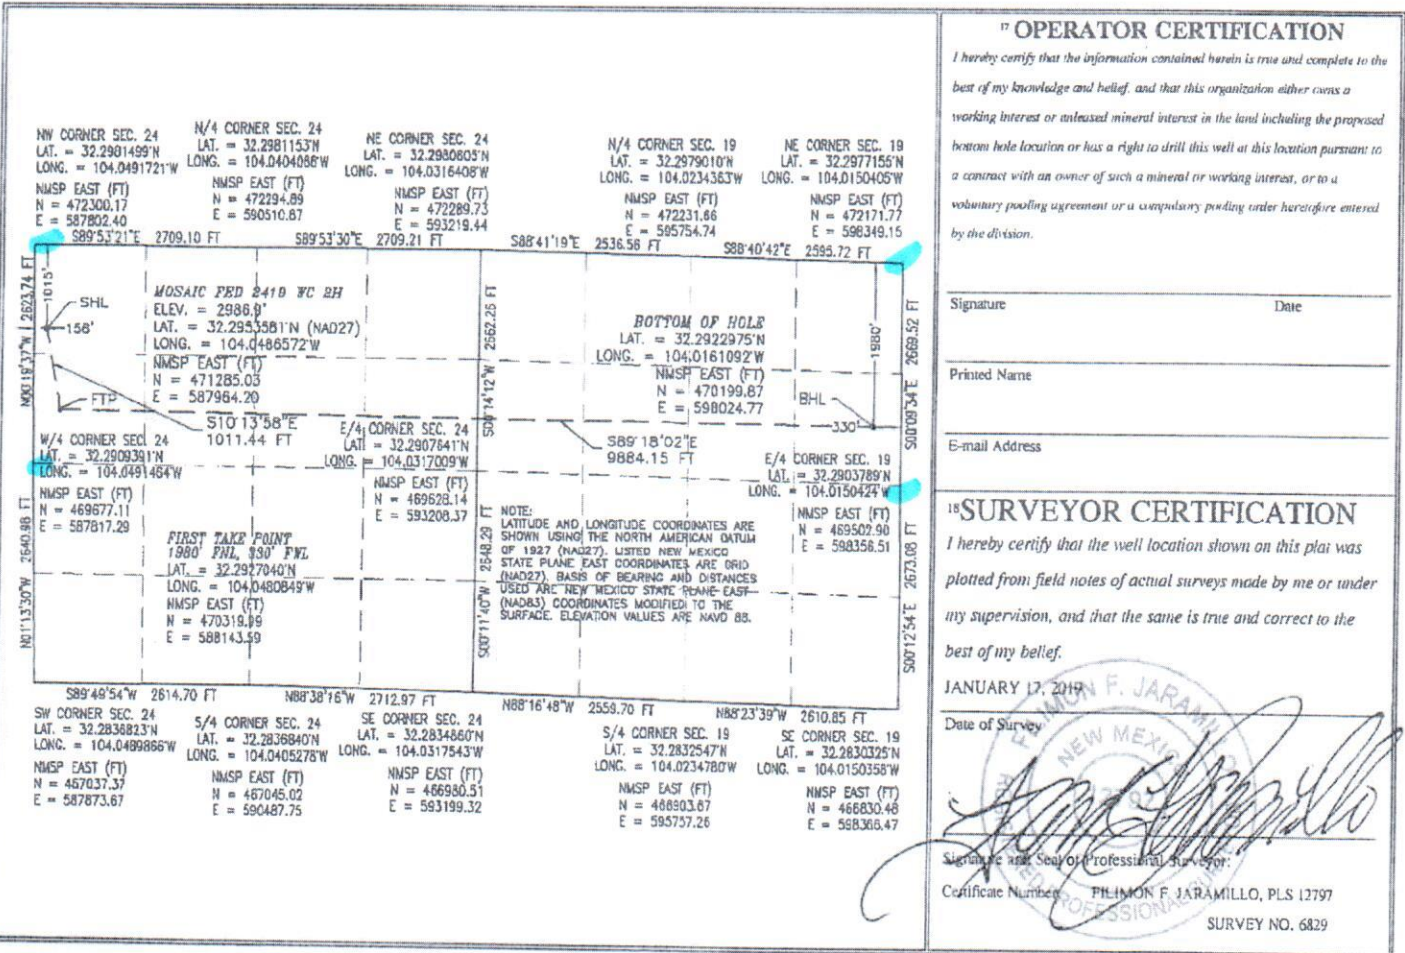 NW CORNER SEC. 24
LAT. = 32.2981499'N
LONG. = 104.0491721'W
NMSP EAST (FT)
N = 472300.17
E = 587802.40
N/4 CORNER SEC. 24
LAT. = 32.2981153'N
LONG. = 104.0404086'W
NMSP EAST (FT)
N = 472294.89
E = 590510.87
NE CORNER SEC. 24
LAT. = 32.2980605'N
LONG. = 104.0316408'W
NMSP EAST (FT)
N = 472289.73
E = 593219.44
N/4 CORNER SEC. 19
LAT. = 32.2979010'N
LONG. = 104.0234363'W
NMSP EAST (FT)
N = 472231.66
E = 595754.74
NE CORNER SEC. 19
LAT. = 32.2977155'N
LONG. = 104.0150405'W
NMSP EAST (FT)
N = 472171.77
E = 598349.15
S89'53'21"E 2709.10 FT
S89'53'30"E 2709.21 FT
S88'41'19"E 2536.56 FT
S88'40'42"E 2595.72 FT
N00'19'37"W 2623.74 FT
1015'
SHL
158'
FTP
MOSAIC FED 2419 WC 2H
ELEV. = 2986.9'
LAT. = 32.2953581'N (NAD27)
LONG. = 104.0486572'W
NMSP EAST (FT)
N = 471285.03
E = 587964.20
S10'13'58"E
1011.44 FT
S00'14'12"W 2662.25 FT
BOTTOM OF HOLE
LAT. = 32.2922975'N
LONG. = 104.0161092'W
NMSP EAST (FT)
N = 470199.87
E = 598024.77
1980'
BHL
330'
S00'09'34"E 2669.52 FT
S89'18'02"E
9884.15 FT
W/4 CORNER SEC. 24
LAT. = 32.2909391'N
LONG. = 104.0491464'W
NMSP EAST (FT)
N = 469677.11
E = 587817.29
E/4 CORNER SEC. 24
LAT. = 32.2907641'N
LONG. = 104.0317009'W
NMSP EAST (FT)
N = 469628.14
E = 593208.37
E/4 CORNER SEC. 19
LAT. = 32.2903789'N
LONG. = 104.0150424'W
NMSP EAST (FT)
N = 469502.90
E = 598356.51
N01'13'30"W 2640.98 FT
FIRST TAKE POINT
1980' FNL, 330' FWL
LAT. = 32.2927040'N
LONG. = 104.0480849'W
NMSP EAST (FT)
N = 470319.99
E = 588143.59
S00'11'40"W 2648.29 FT
NOTE:
LATITUDE AND LONGITUDE COORDINATES ARE
SHOWN USING THE NORTH AMERICAN DATUM
OF 1927 (NAD27). LISTED NEW MEXICO
STATE PLANE EAST COORDINATES ARE GRID
(NAD27). BASIS OF BEARING AND DISTANCES
USED ARE NEW MEXICO STATE PLANE EAST
(NAD83) COORDINATES MODIFIED TO THE
SURFACE. ELEVATION VALUES ARE NAVD 88.
S00'12'54"E 2673.08 FT
S89'49'54"W 2614.70 FT
N88'38'16"W 2712.97 FT
N88'16'48"W 2559.70 FT
N88'23'39"W 2610.85 FT
SW CORNER SEC. 24
LAT. = 32.2836823'N
LONG. = 104.0489866'W
NMSP EAST (FT)
N = 467037.37
E = 587873.67
S/4 CORNER SEC. 24
LAT. = 32.2836840'N
LONG. = 104.0405278'W
NMSP EAST (FT)
N = 467045.02
E = 590487.75
SE CORNER SEC. 24
LAT. = 32.2834860'N
LONG. = 104.0317543'W
NMSP EAST (FT)
N = 466980.51
E = 593199.32
S/4 CORNER SEC. 19
LAT. = 32.2832547'N
LONG. = 104.0234780'W
NMSP EAST (FT)
N = 466903.67
E = 595757.26
SE CORNER SEC. 19
LAT. = 32.2830325'N
LONG. = 104.0150358'W
NMSP EAST (FT)
N = 466830.48
E = 598366.47
17 OPERATOR CERTIFICATION
I hereby certify that the information contained herein is true and complete to the
best of my knowledge and belief, and that this organization either owns a
working interest or unleased mineral interest in the land including the proposed
bottom hole location or has a right to drill this well at this location pursuant to
a contract with an owner of such a mineral or working interest, or to a
voluntary pooling agreement or a compulsory pooling order heretofore entered
by the division.
Signature Date
Printed Name
E-mail Address
18 SURVEYOR CERTIFICATION
I hereby certify that the well location shown on this plat was
plotted from field notes of actual surveys made by me or under
my supervision, and that the same is true and correct to the
best of my belief.
JANUARY 17, 2019
Date of Survey
FILIMON F. JARAMILLO
NEW MEXICO
12797
PROFESSIONAL
Signature and Seal of Professional Surveyor:
Certificate Number FILIMON F. JARAMILLO, PLS 12797
SURVEY NO. 6829